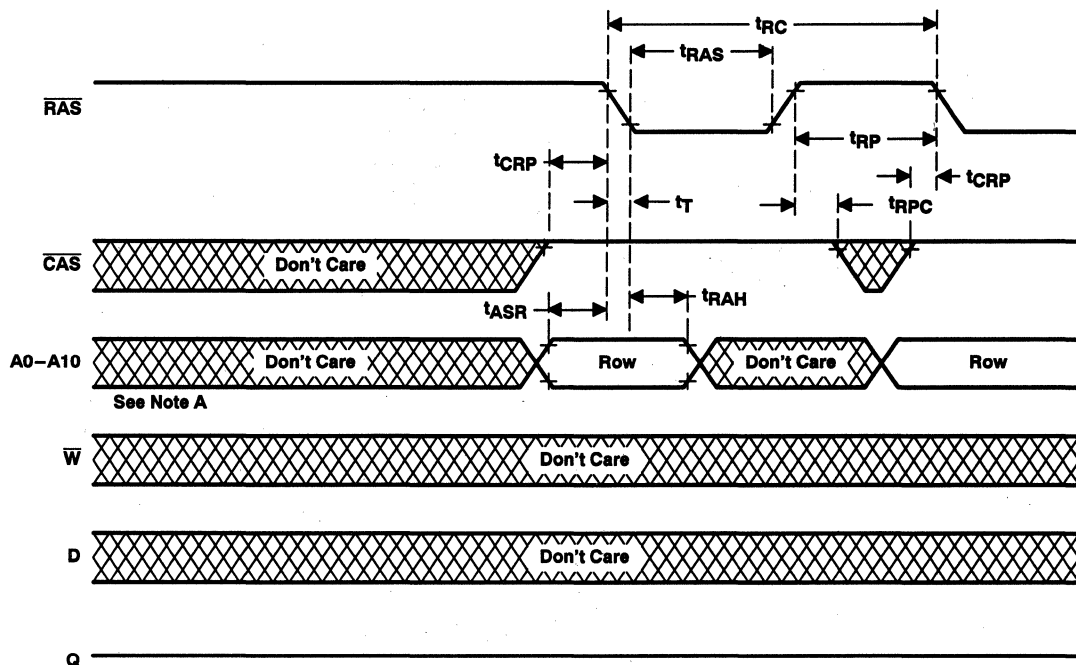 tRC
tRAS
RAS
tCRP
tRP
tCRP
tT
tRPC
CAS
Don't Care
tASR
tRAH
A0–A10
Don't Care
Row
Don't Care
Row
See Note A
W
Don't Care
D
Don't Care
Q